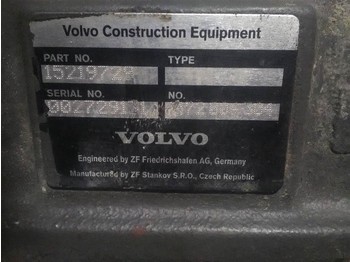 Volvo Construction Equipment
PART NO. TYPE
SERIAL NO. NO.
VOLVO
Engineered by ZF Friedrichshafen AG, Germany
Manufactured by ZF Stankov S.R.O., Czech Republic